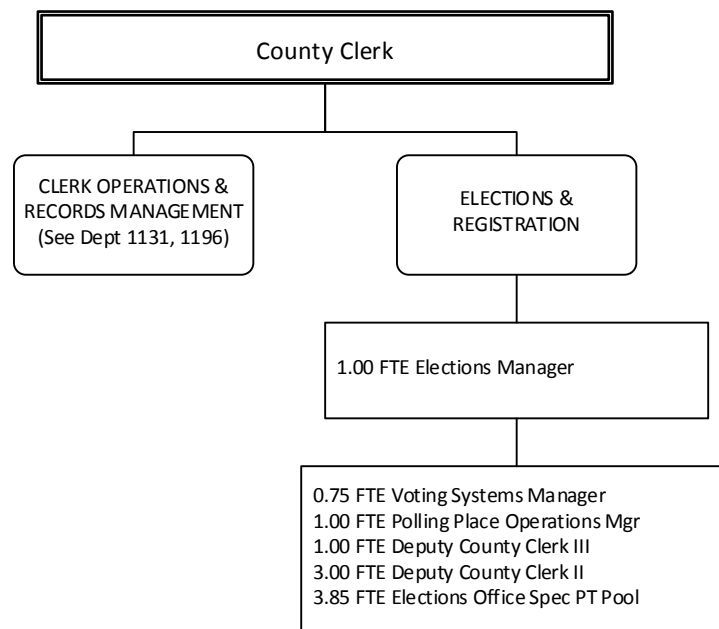 County Clerk
CLERK OPERATIONS &
RECORDS MANAGEMENT
(See Dept 1131, 1196)
ELECTIONS &
REGISTRATION
1.00 FTE Elections Manager
0.75 FTE Voting Systems Manager
1.00 FTE Polling Place Operations Mgr
1.00 FTE Deputy County Clerk III
3.00 FTE Deputy County Clerk II
3.85 FTE Elections Office Spec PT Pool